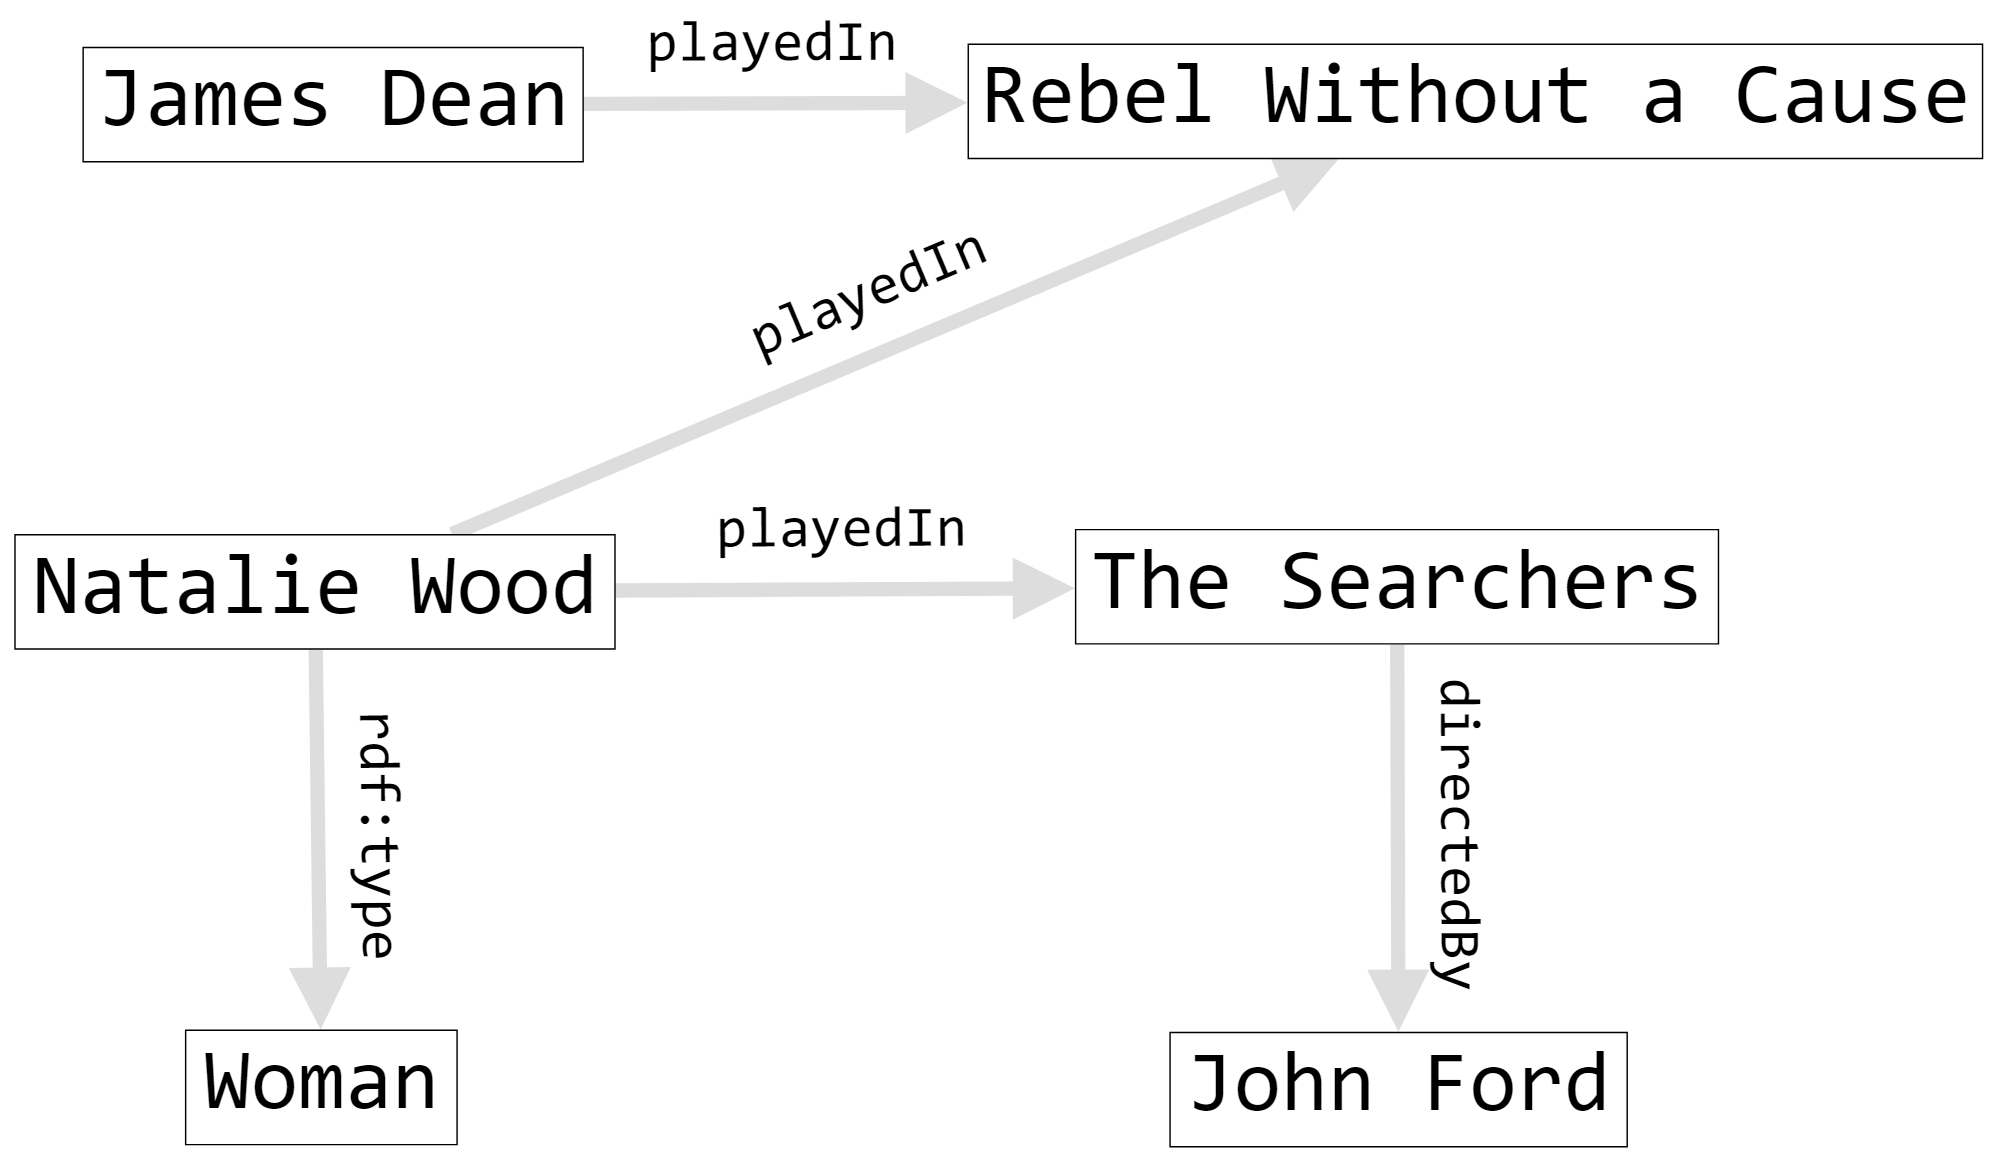 playedIn
James Dean
Rebel Without a Cause
playedIn
playedIn
Natalie Wood
The Searchers
rdf:type
directedBy
Woman
John Ford